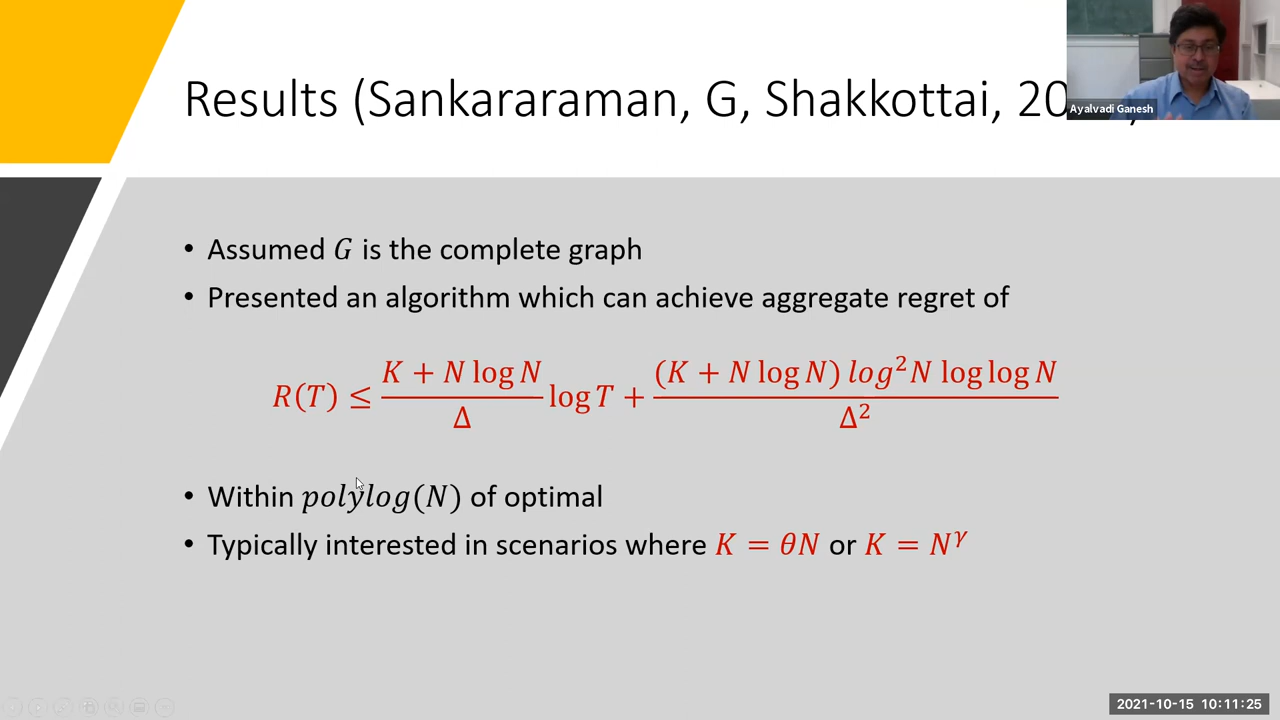 Results (Sankararaman, G, Shakkottai, 20
Ayalvadi Ganesh
• Assumed G is the complete graph
• Presented an algorithm which can achieve aggregate regret of
R(T) ≤ (K + N log N)/Δ log T + ((K + N log N) log²N log log N)/Δ²
• Within polylog(N) of optimal
• Typically interested in scenarios where K = θN or K = N^γ
2021-10-15 10:11:25